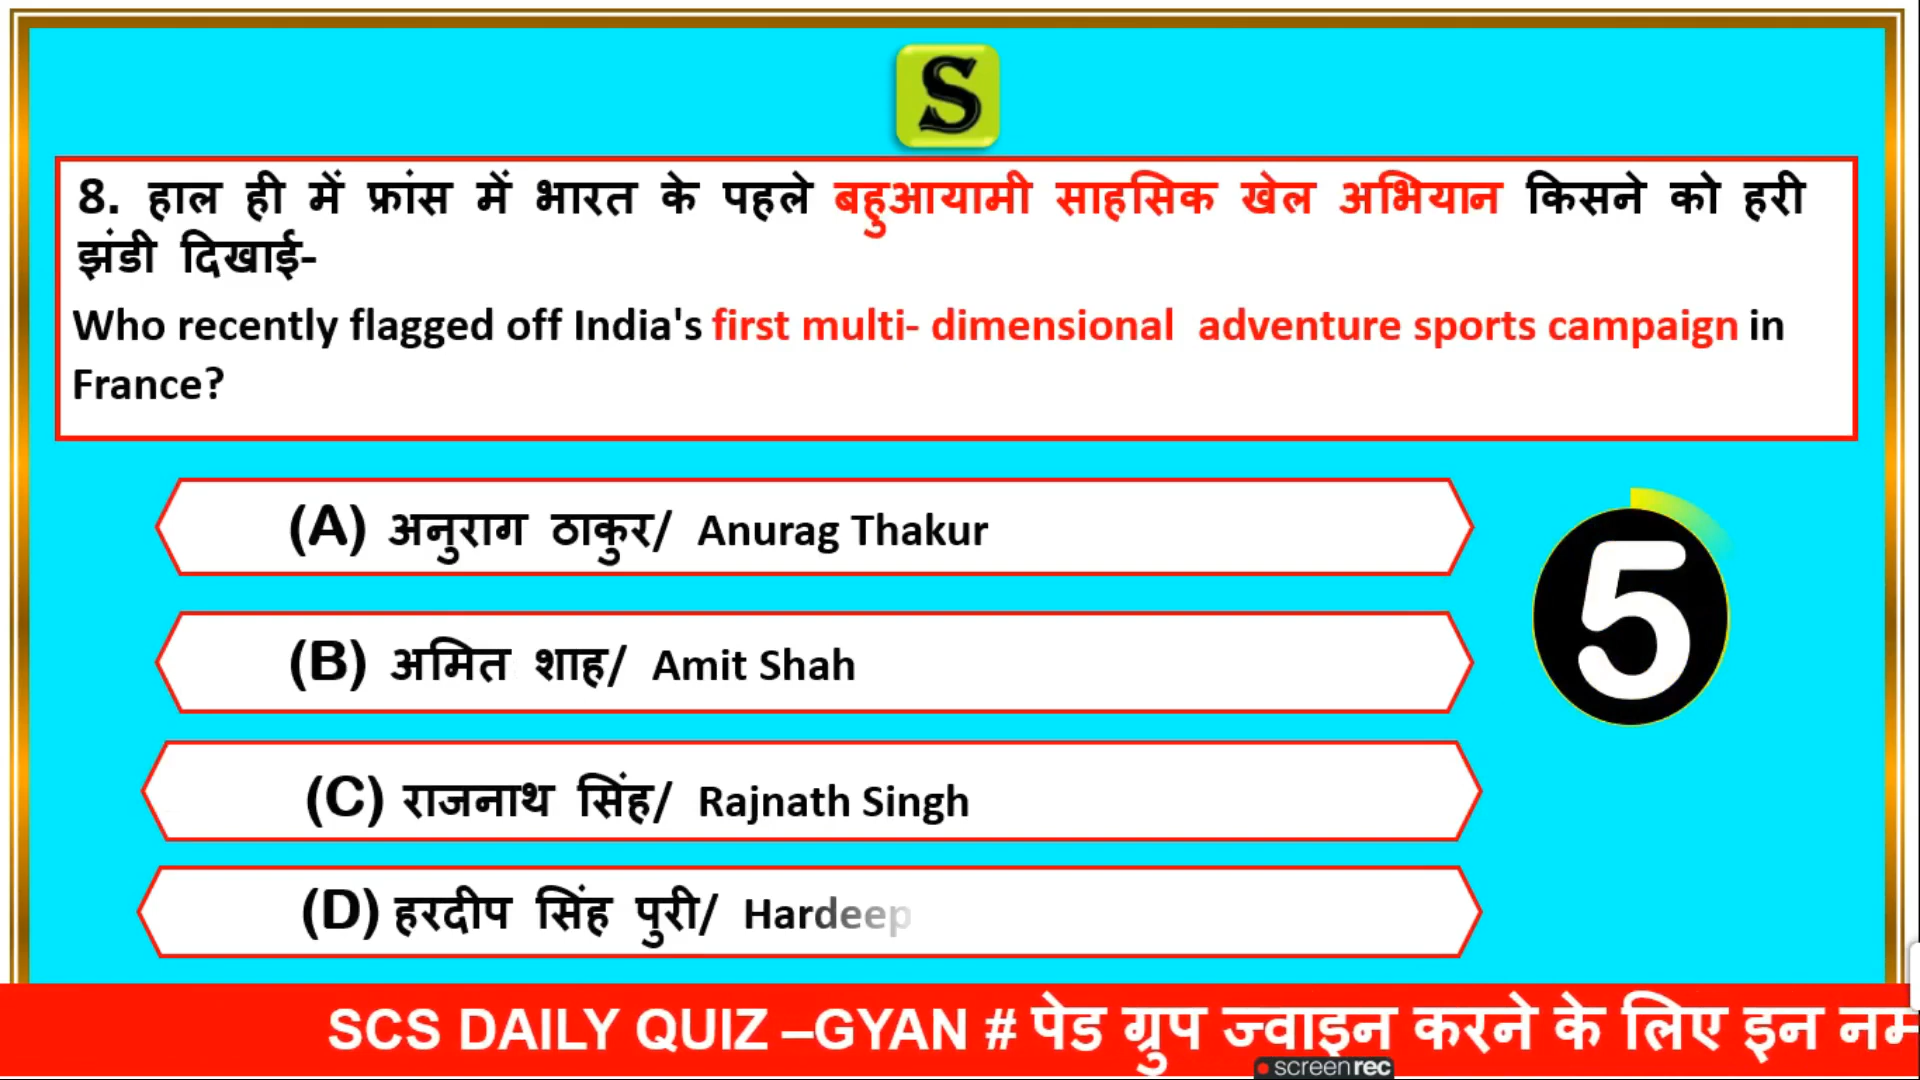 S
8. हाल ही में फ्रांस में भारत के पहले बहुआयामी साहसिक खेल अभियान किसने को हरी
झंडी दिखाई-
Who recently flagged off India's first multi- dimensional adventure sports campaign in
France?
(A) अनुराग ठाकुर/ Anurag Thakur
5
(B) अमित शाह/ Amit Shah
(C) राजनाथ सिंह/ Rajnath Singh
(D) हरदीप सिंह पुरी/ Hardeep
SCS DAILY QUIZ –GYAN # पेड ग्रुप ज्वाइन करने के लिए इन
screenrec